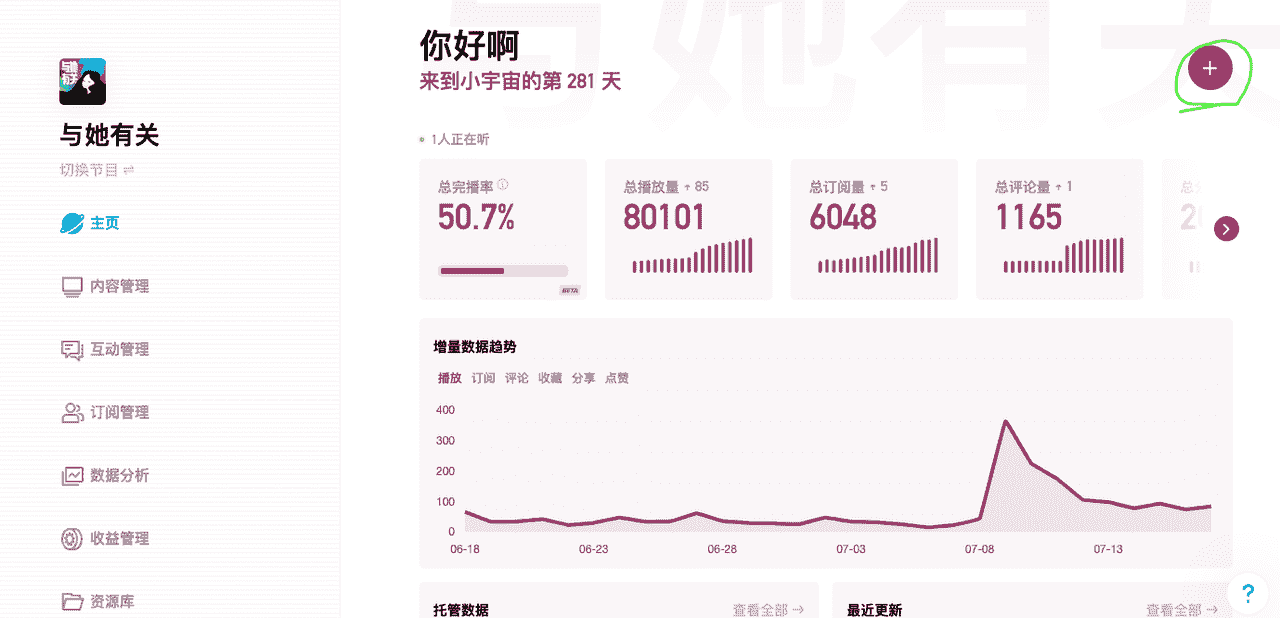 与她有关
你好啊
来到小宇宙的第 281 天
与她有关
切换节目
主页
内容管理
互动管理
订阅管理
数据分析
收益管理
资源库
1人正在听
总完播率
50.7%
BETA
总播放量 ↑ 85
80101
总订阅量 ↑ 5
6048
总评论量 ↑ 1
1165
增量数据趋势
播放 订阅 评论 收藏 分享 点赞
400
300
200
100
0
06-18 06-23 06-28 07-03 07-08 07-13
托管数据 查看全部 →
最近更新 查看全部 →
?